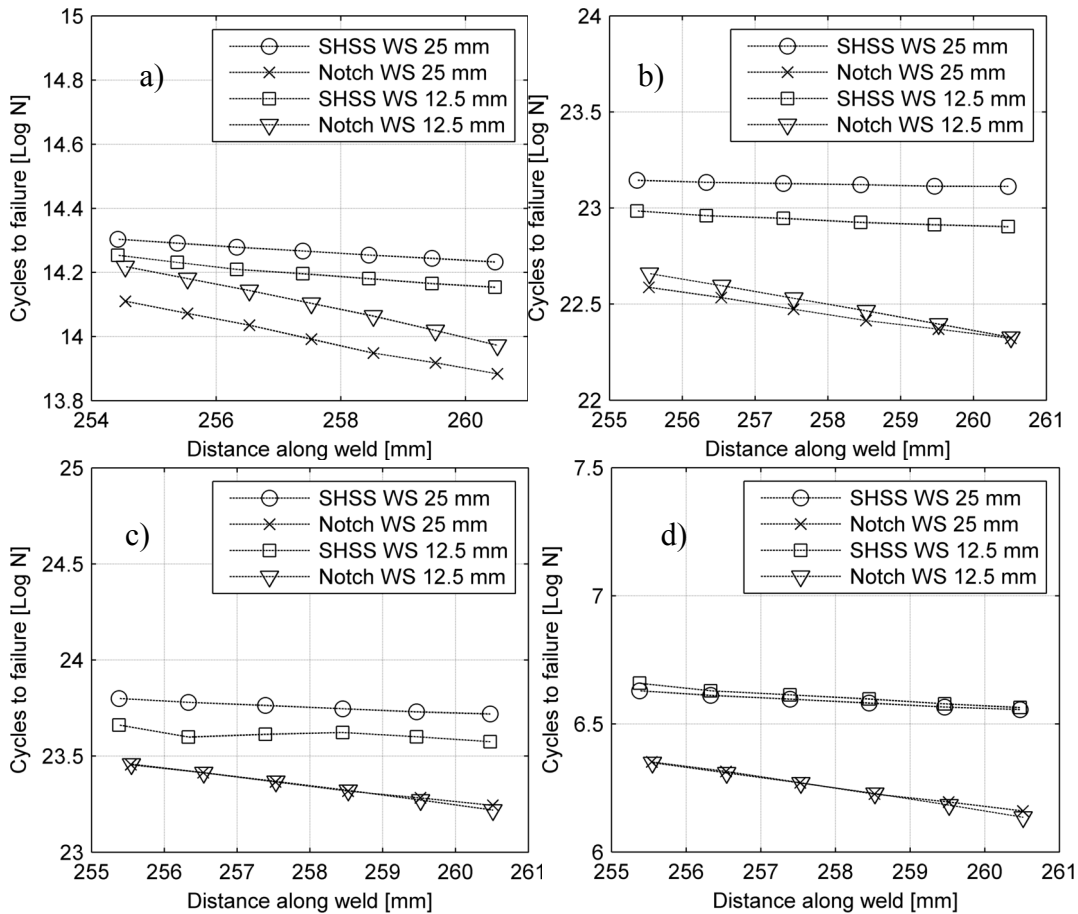 a)
SHSS WS 25 mm
Notch WS 25 mm
SHSS WS 12.5 mm
Notch WS 12.5 mm
Cycles to failure [Log N]
15
14.8
14.6
14.4
14.2
14
13.8
254
256
258
260
Distance along weld [mm]
b)
SHSS WS 25 mm
Notch WS 25 mm
SHSS WS 12.5 mm
Notch WS 12.5 mm
Cycles to failure [Log N]
24
23.5
23
22.5
22
255
256
257
258
259
260
261
Distance along weld [mm]
c)
SHSS WS 25 mm
Notch WS 25 mm
SHSS WS 12.5 mm
Notch WS 12.5 mm
Cycles to failure [Log N]
25
24.5
24
23.5
23
255
256
257
258
259
260
261
Distance along weld [mm]
d)
SHSS WS 25 mm
Notch WS 25 mm
SHSS WS 12.5 mm
Notch WS 12.5 mm
Cycles to failure [Log N]
7.5
7
6.5
6
255
256
257
258
259
260
261
Distance along weld [mm]